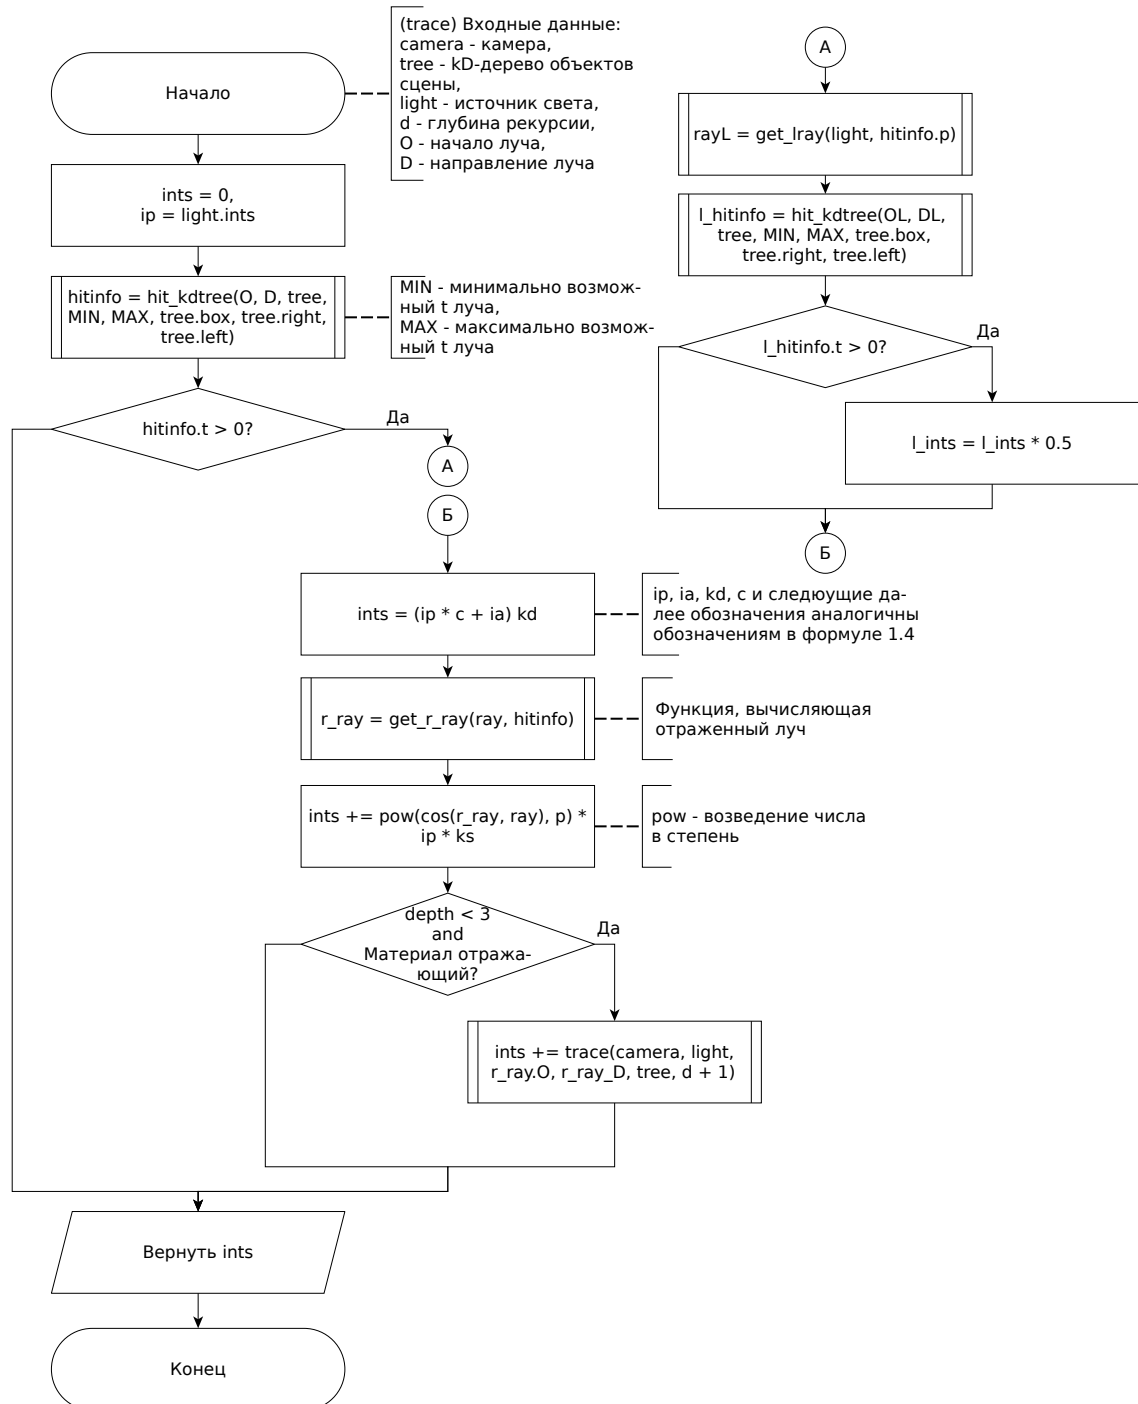 Начало
(trace) Входные данные:
camera - камера,
tree - kD-дерево объектов
сцены,
light - источник света,
d - глубина рекурсии,
O - начало луча,
D - направление луча
ints = 0,
ip = light.ints
hitinfo = hit_kdtree(O, D, tree,
MIN, MAX, tree.box, tree.right,
tree.left)
MIN - минимально возмож-
ный t луча,
MAX - максимально возмож-
ный t луча
hitinfo.t > 0?
Да
А
Б
ints = (ip * c + ia) kd
ip, ia, kd, c и следюущие да-
лее обозначения аналогичны
обозначениям в формуле 1.4
r_ray = get_r_ray(ray, hitinfo)
Функция, вычисляющая
отраженный луч
ints += pow(cos(r_ray, ray), p) *
ip * ks
pow - возведение числа
в степень
depth < 3
and
Материал отража-
ющий?
Да
ints += trace(camera, light,
r_ray.O, r_ray_D, tree, d + 1)
Вернуть ints
Конец
А
rayL = get_lray(light, hitinfo.p)
l_hitinfo = hit_kdtree(OL, DL,
tree, MIN, MAX, tree.box,
tree.right, tree.left)
l_hitinfo.t > 0?
Да
l_ints = l_ints * 0.5
Б